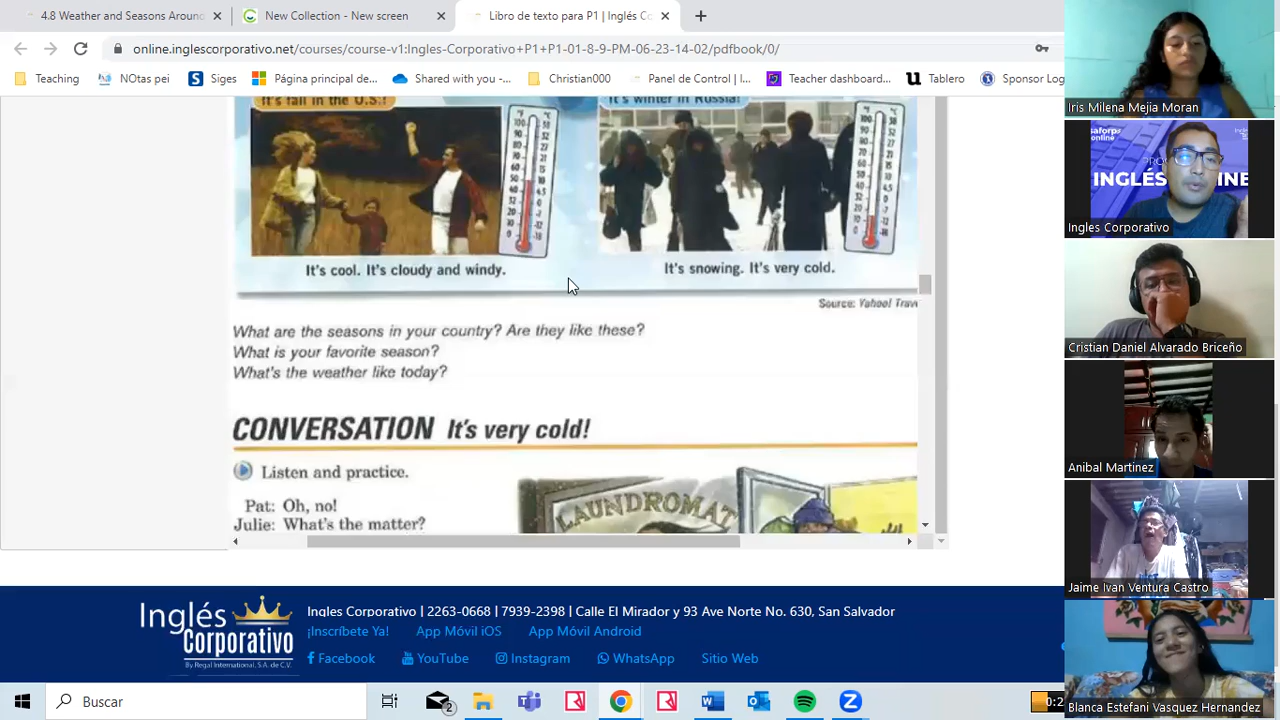 4.8 Weather and Seasons Around
New Collection - New screen
Libro de texto para P1 | Inglés Co
online.inglescorporativo.net/courses/course-v1:Ingles-Corporativo+P1+P1-01-8-9-PM-06-23-14-02/pdfbook/0/
Teaching
NOtas pei
Siges
Página principal de...
Shared with you -...
Christian000
Panel de Control | I...
Teacher dashboard...
Tablero
Sponsor Log
It's fall in the U.S.!
It's winter in Russia!
It's cool. It's cloudy and windy.
It's snowing. It's very cold.
Source: Yahoo! Trave
What are the seasons in your country? Are they like these?
What is your favorite season?
What's the weather like today?
CONVERSATION It's very cold!
Listen and practice.
Pat: Oh, no!
Julie: What's the matter?
LAUNDROMAT
Inglés
Corporativo
By Regal International, S.A. de C.V.
Ingles Corporativo | 2263-0668 | 7939-2398 | Calle El Mirador y 93 Ave Norte No. 630, San Salvador
¡Inscríbete Ya!
App Móvil iOS
App Móvil Android
Facebook
YouTube
Instagram
WhatsApp
Sitio Web
Buscar
2
Iris Milena Mejia Moran
INGLÉS
Ingles Corporativo
Cristian Daniel Alvarado Briceño
Anibal Martinez
Jaime Ivan Ventura Castro
Blanca Estefani Vasquez Hernandez